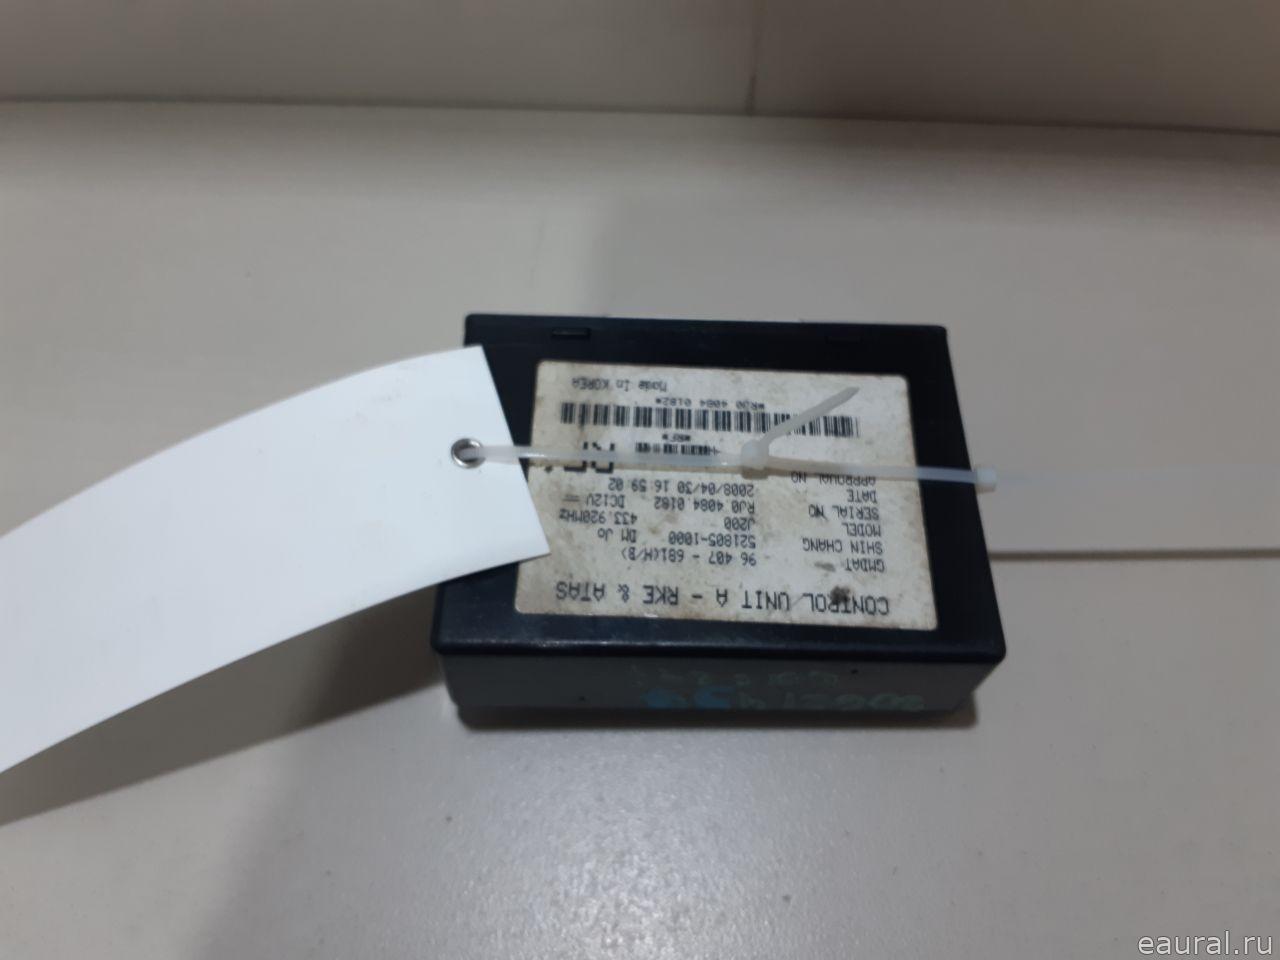 CONTROL UNIT A - RKE & ATAS
GMDAT 96 407 - 681(H/B)
SHIN CHANG 521805-1000 DM Jo
MODEL J200 433.920MHz
SERIAL NO RJ0.4084.0182 DC12V
DATE 2008/04/30 16:59:02
APPROVAL NO
*RF*
*RJ0 4084 0182*
Made In KOREA
eaural.ru